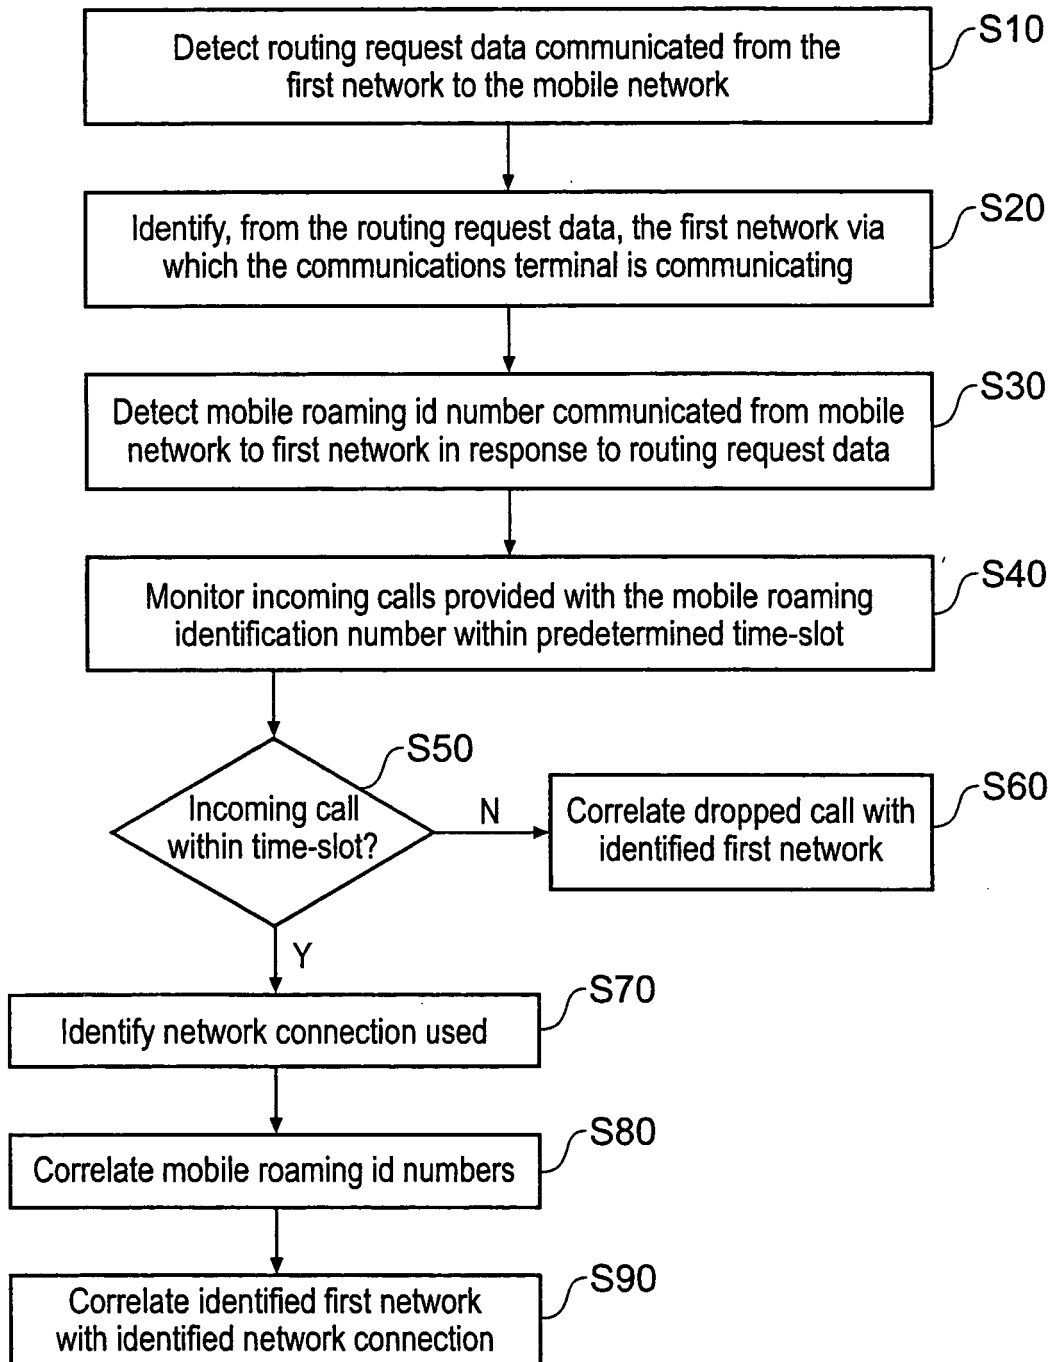 Detect routing request data communicated from the
first network to the mobile network
S10
Identify, from the routing request data, the first network via
which the communications terminal is communicating
S20
Detect mobile roaming id number communicated from mobile
network to first network in response to routing request data
S30
Monitor incoming calls provided with the mobile roaming
identification number within predetermined time-slot
S40
S50
Incoming call
within time-slot?
N
Correlate dropped call with
identified first network
S60
Y
Identify network connection used
S70
Correlate mobile roaming id numbers
S80
Correlate identified first network
with identified network connection
S90